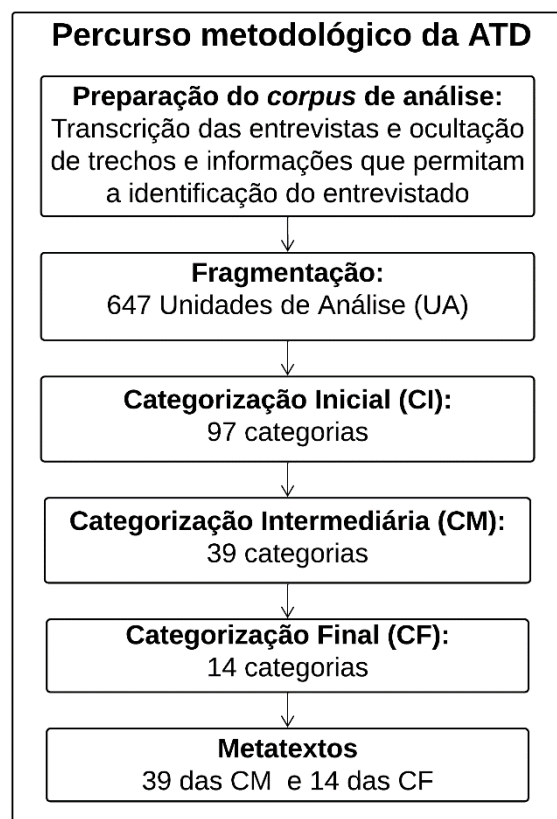 Percurso metodológico da ATD
Preparação do corpus de análise:
Transcrição das entrevistas e ocultação
de trechos e informações que permitam
a identificação do entrevistado
Fragmentação:
647 Unidades de Análise (UA)
Categorização Inicial (CI):
97 categorias
Categorização Intermediária (CM):
39 categorias
Categorização Final (CF):
14 categorias
Metatextos
39 das CM e 14 das CF